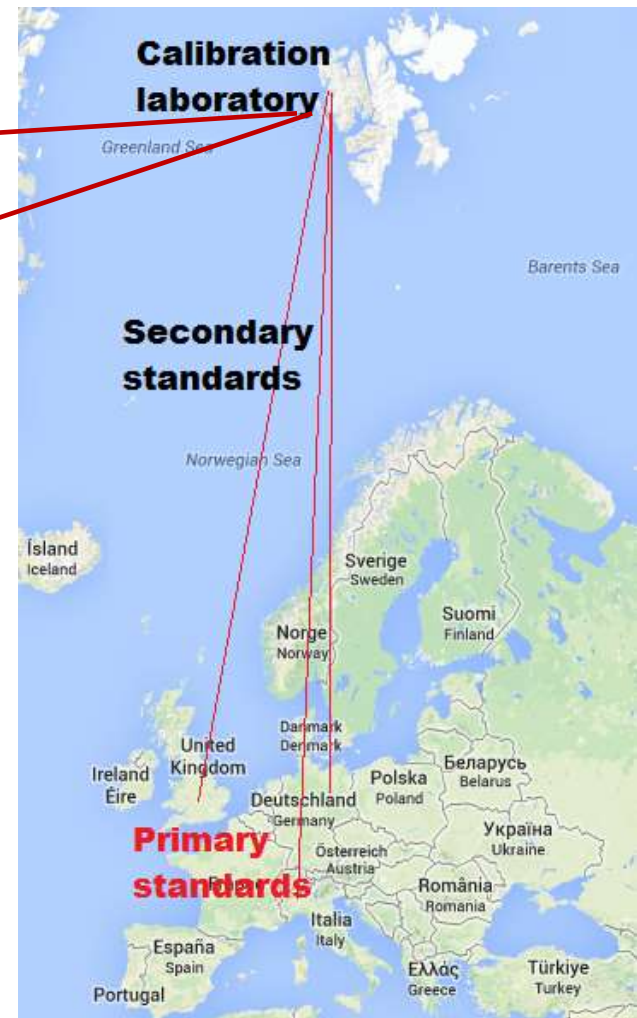 Calibration
laboratory
Greenland Sea
Barents Sea
Secondary
standards
Norwegian Sea
Ísland
Iceland
Sverige
Sweden
Suomi
Finland
Norge
Norway
Danmark
Denmark
United
Kingdom
Ireland
Éire
Polska
Poland
Беларусь
Belarus
Deutschland
Germany
Primary
standards
Österreich
Austria
Україна
Ukraine
România
Romania
Italia
Italy
España
Spain
Portugal
Ελλάς
Greece
Türkiye
Turkey